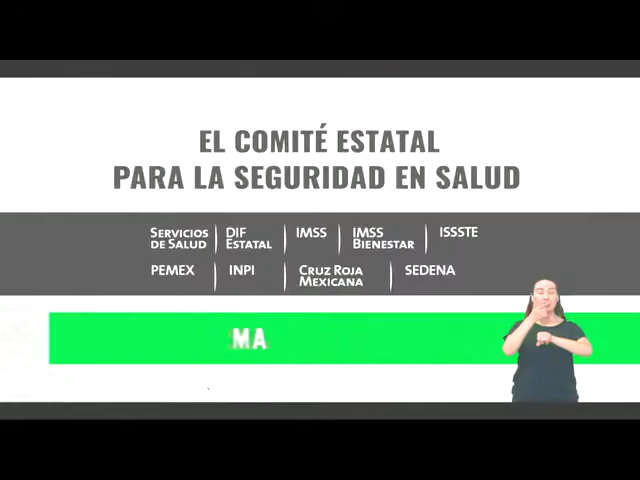 EL COMITÉ ESTATAL
PARA LA SEGURIDAD EN SALUD
SERVICIOS DE SALUD
DIF ESTATAL
IMSS
IMSS BIENESTAR
ISSSTE
PEMEX
INPI
CRUZ ROJA MEXICANA
SEDENA
MA